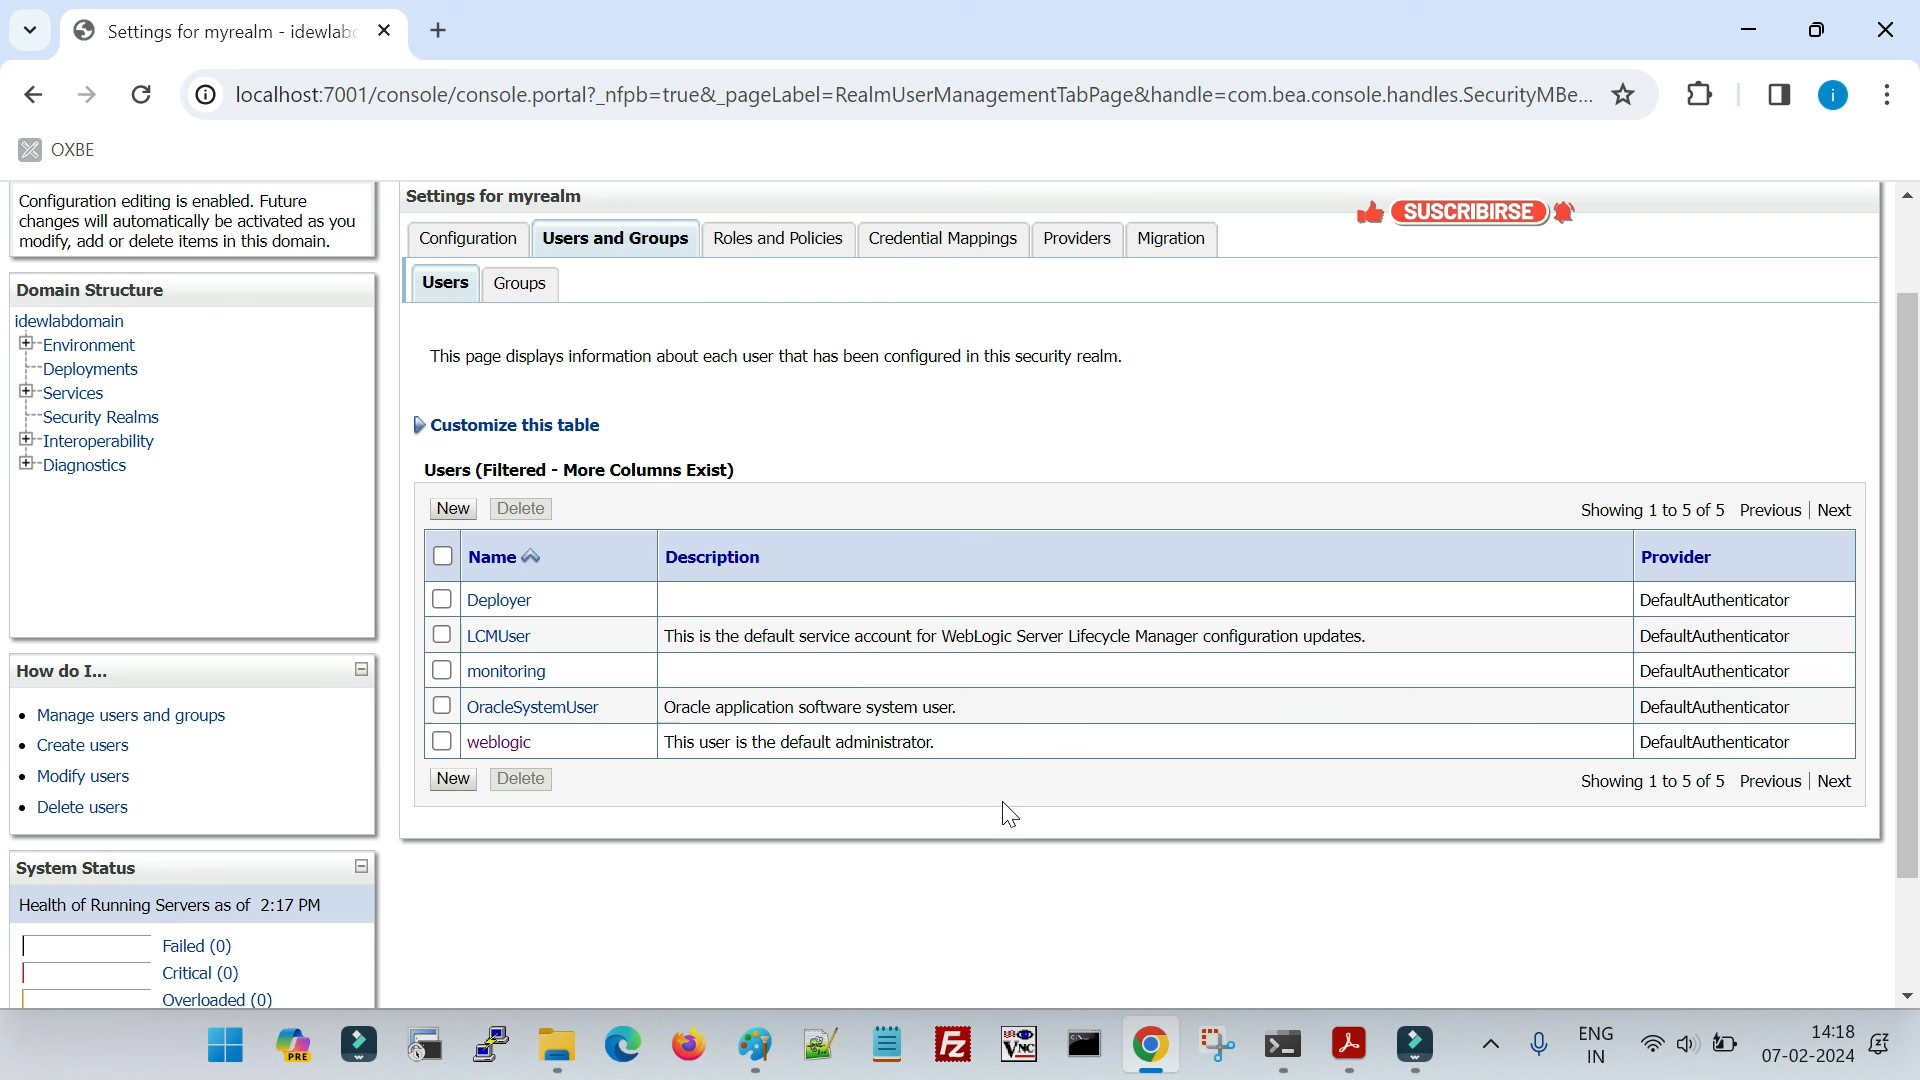 Settings for myrealm - idewlab
localhost:7001/console/console.portal?_nfpb=true&_pageLabel=RealmUserManagementTabPage&handle=com.bea.console.handles.SecurityMBe...
i
OXBE
Configuration editing is enabled. Future
changes will automatically be activated as you
modify, add or delete items in this domain.
Domain Structure
idewlabdomain
Environment
Deployments
Services
Security Realms
Interoperability
Diagnostics
How do I...
Manage users and groups
Create users
Modify users
Delete users
System Status
Health of Running Servers as of 2:17 PM
Failed (0)
Critical (0)
Overloaded (0)
Settings for myrealm
SUSCRIBIRSE
Configuration Users and Groups Roles and Policies Credential Mappings Providers Migration
Users Groups
This page displays information about each user that has been configured in this security realm.
Customize this table
Users (Filtered - More Columns Exist)
New Delete Showing 1 to 5 of 5 Previous | Next
Name Description Provider
Deployer DefaultAuthenticator
LCMUser This is the default service account for WebLogic Server Lifecycle Manager configuration updates. DefaultAuthenticator
monitoring DefaultAuthenticator
OracleSystemUser Oracle application software system user. DefaultAuthenticator
weblogic This user is the default administrator. DefaultAuthenticator
New Delete Showing 1 to 5 of 5 Previous | Next
PRE
Fz
VNC
ENG
IN
14:18
07-02-2024